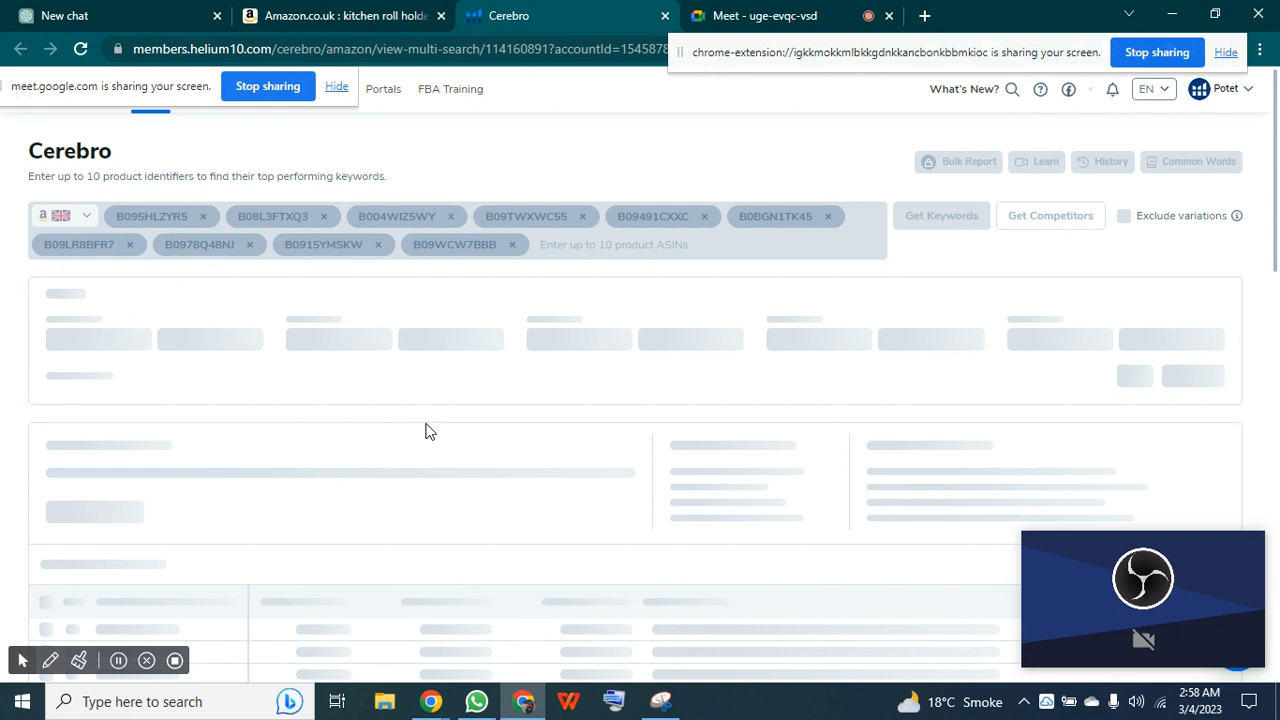 New chat
Amazon.co.uk : kitchen roll holde
Cerebro
Meet - uge-evqc-vsd
members.helium10.com/cerebro/amazon/view-multi-search/114160891?accountId=1545878
chrome-extension://igkkmokkmlbkkgdnkkancbonkbbmkioc is sharing your screen.
Stop sharing
Hide
meet.google.com is sharing your screen.
Stop sharing
Hide
Portals
FBA Training
What's New?
EN
Potet
Cerebro
Enter up to 10 product identifiers to find their top performing keywords.
Bulk Report
Learn
History
Common Words
B095HLZYR5
B08L3FTXQ3
B004WIZ5WY
B09TWXWC55
B09491CXXC
B0BGN1TK45
Get Keywords
Get Competitors
Exclude variations
B09LR8BFR7
B0978Q48NJ
B0915YMSKW
B09WCW7BBB
Enter up to 10 product ASINs
Type here to search
18°C Smoke
2:58 AM
3/4/2023